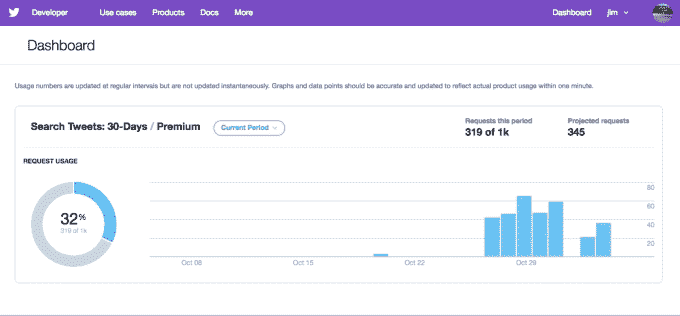 Developer Use cases Products Docs More Dashboard jim
Dashboard
Usage numbers are updated at regular intervals but are not updated instantaneously. Graphs and data points should be accurate and updated to reflect actual product usage within one minute.
Search Tweets: 30-Days / Premium Current Period
Requests this period Projected requests
319 of 1k 345
REQUEST USAGE
32%
319 of 1k
80
60
40
20
Oct 08 Oct 15 Oct 22 Oct 29